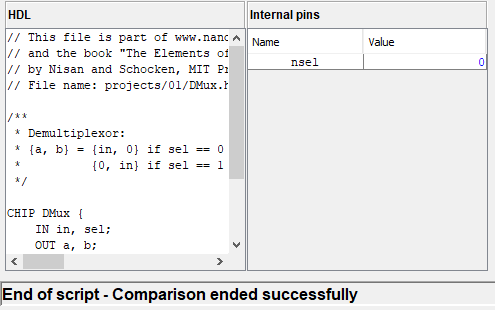 HDL
// This file is part of www.nand
// and the book "The Elements of
// by Nisan and Schocken, MIT Pr
// File name: projects/01/DMux.h
/**
* Demultiplexor:
* {a, b} = {in, 0} if sel == 0
* {0, in} if sel == 1
*/
CHIP DMux {
IN in, sel;
OUT a, b;
Internal pins
Name Value
nsel 0
End of script - Comparison ended successfully